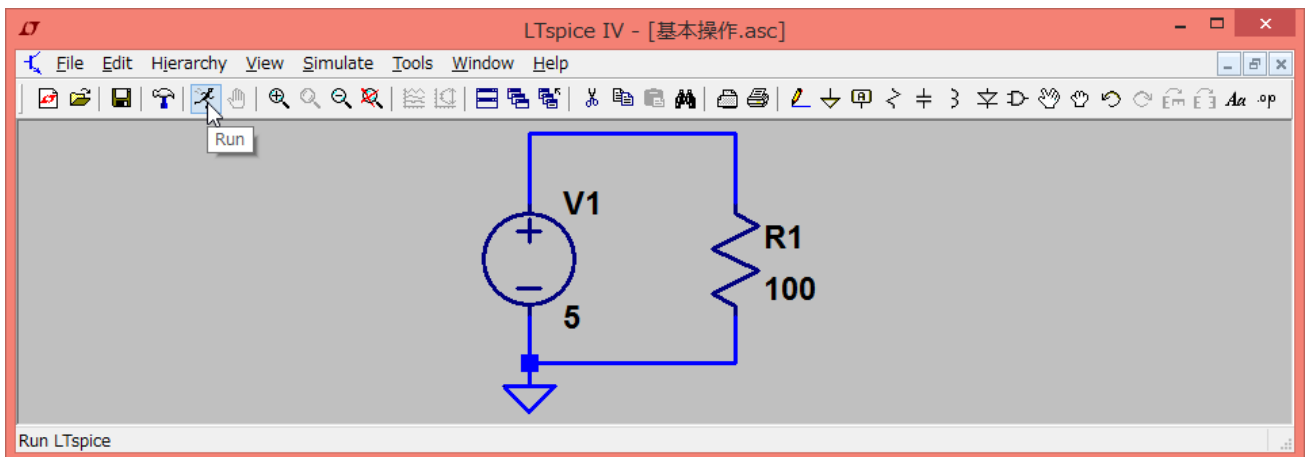 LTspice IV - [基本操作.asc]
File Edit Hierarchy View Simulate Tools Window Help
Aa .op
Run
V1
5
R1
100
Run LTspice